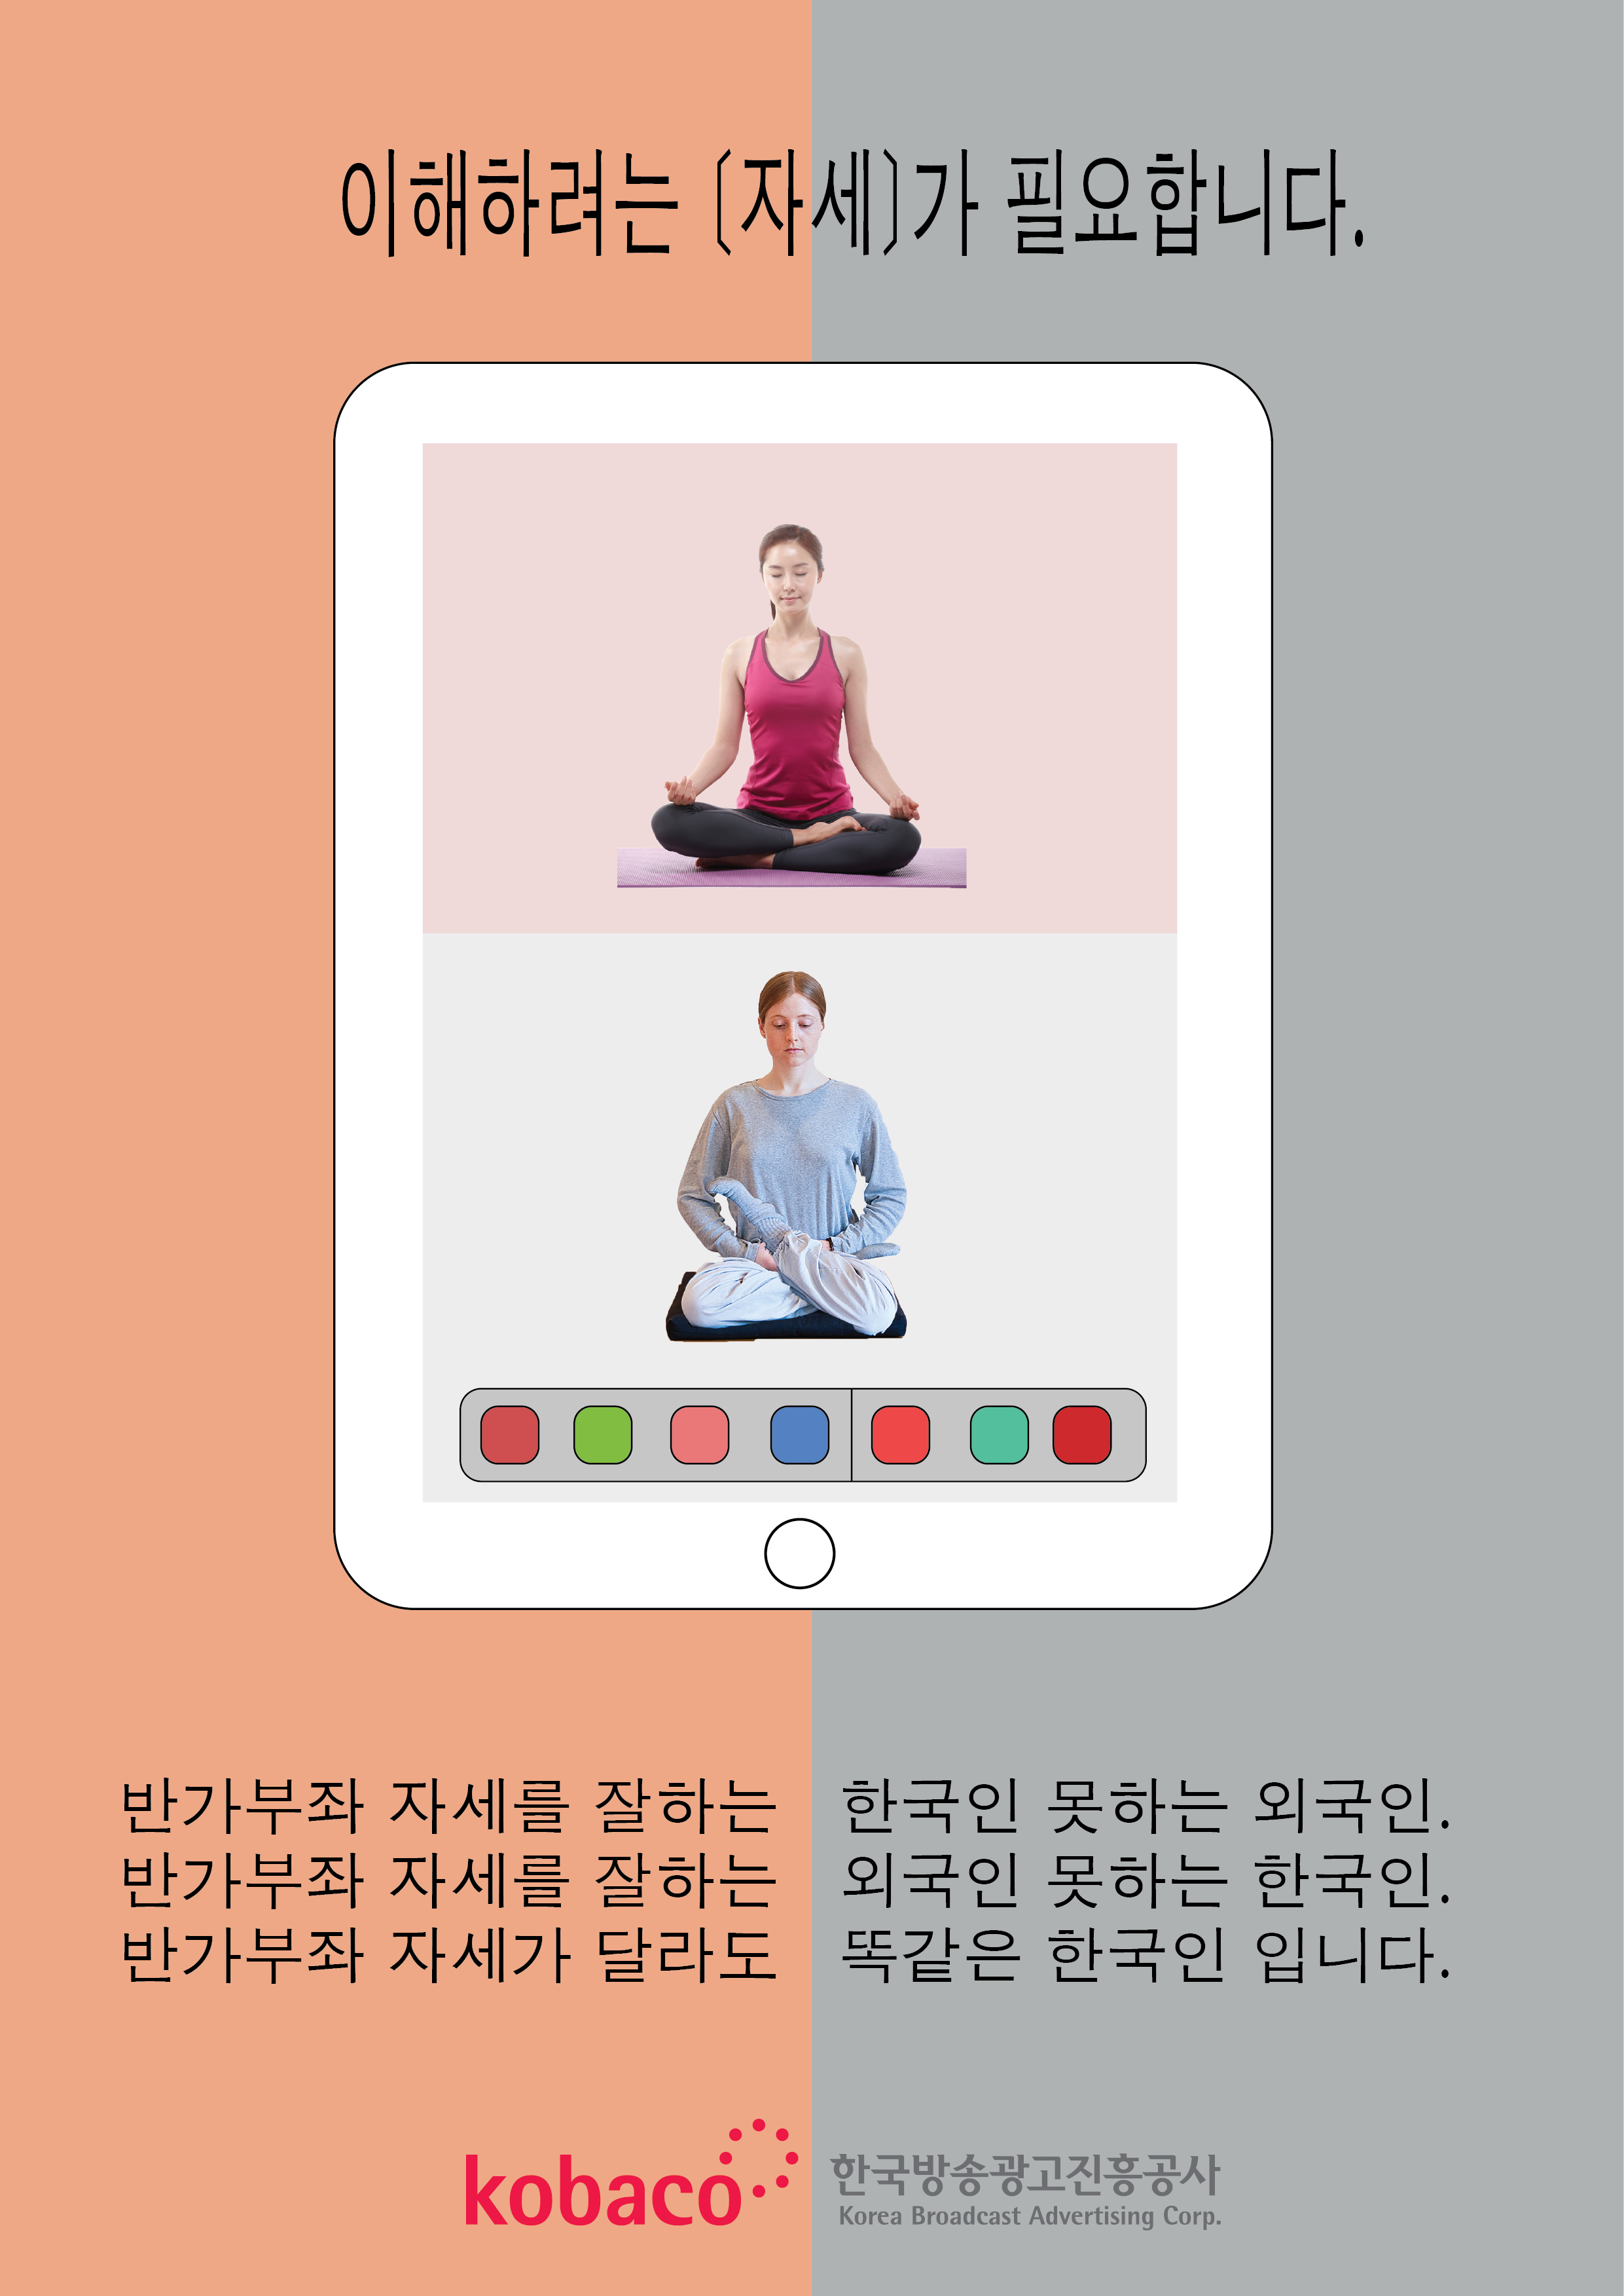 이해하려는 (자세)가 필요합니다.
반가부좌 자세를 잘하는 한국인 못하는 외국인.
반가부좌 자세를 잘하는 외국인 못하는 한국인.
반가부좌 자세가 달라도 똑같은 한국인 입니다.
kobaco 한국방송광고진흥공사
Korea Broadcast Advertising Corp.